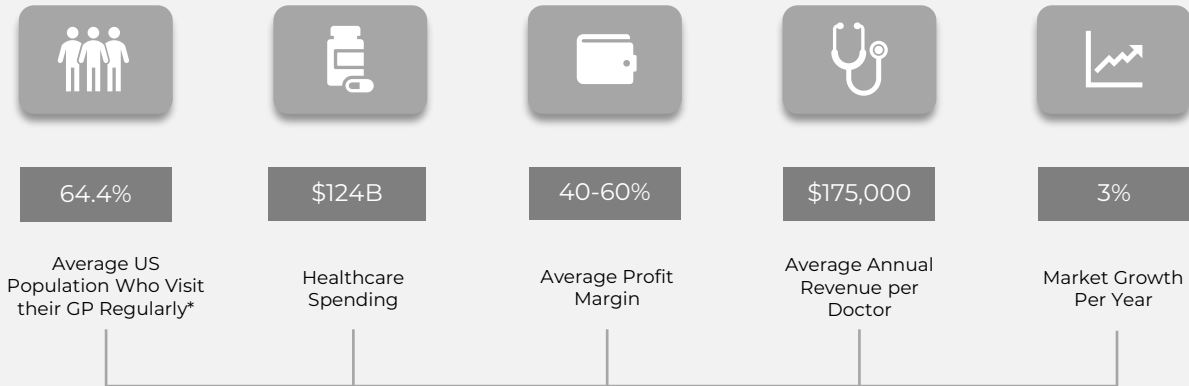 64.4%
$124B
40-60%
$175,000
3%
Average US
Population Who Visit
their GP Regularly*
Healthcare
Spending
Average Profit
Margin
Average Annual
Revenue per
Doctor
Market Growth
Per Year